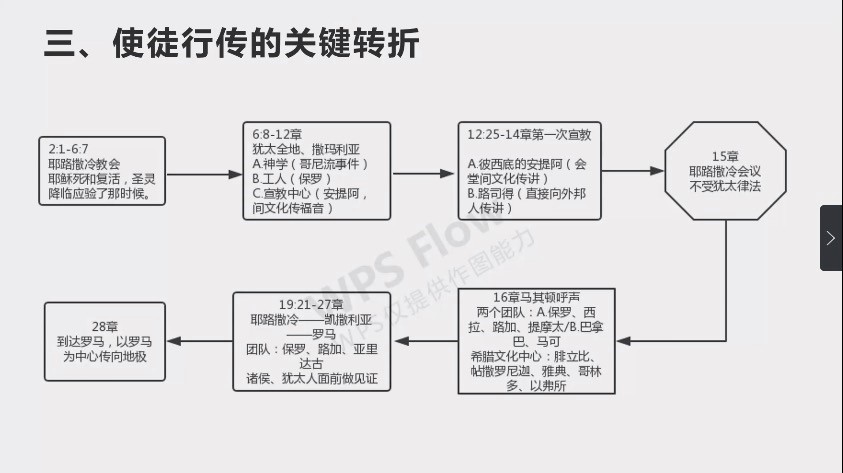 三、使徒行传的关键转折
2:1-6:7
耶路撒冷教会
耶稣死和复活，圣灵
降临应验了那时候。
6:8-12章
犹太全地、撒玛利亚
A.神学（哥尼流事件）
B.工人（保罗）
C.宣教中心（安提阿，
间文化传福音）
12:25-14章第一次宣教
A.彼西底的安提阿（会
堂间文化传讲）
B.路司得（直接向外邦
人传讲）
15章
耶路撒冷会议
不受犹太律法
16章马其顿呼声
两个团队：A.保罗、西
拉、路加、提摩太/B.巴拿
巴、马可
希腊文化中心：腓立比、
帖撒罗尼迦、雅典、哥林
多、以弗所
19:21-27章
耶路撒冷——凯撒利亚
——罗马
团队：保罗、路加、亚里
达古
诸侯、犹太人面前做见证
28章
到达罗马，以罗马
为中心传向地极
WPS Flow
WPS仅提供作图能力